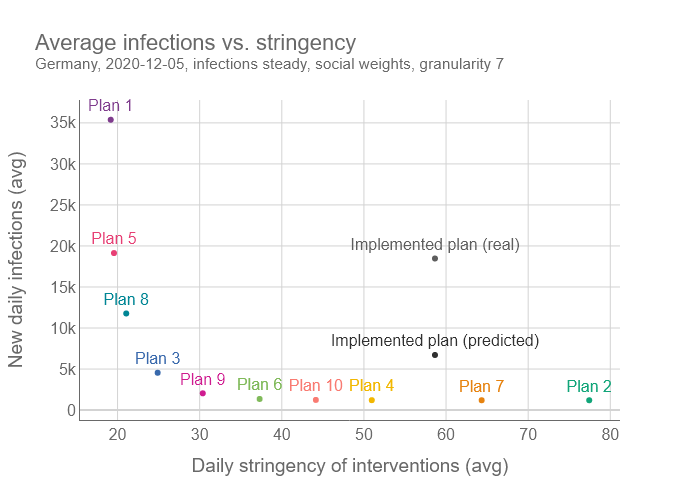 Average infections vs. stringency
Germany, 2020-12-05, infections steady, social weights, granularity 7
New daily infections (avg)
35k
30k
25k
20k
15k
10k
5k
0
Plan 1
Plan 5
Implemented plan (real)
Plan 8
Implemented plan (predicted)
Plan 3
Plan 9
Plan 6
Plan 10
Plan 4
Plan 7
Plan 2
20 30 40 50 60 70 80
Daily stringency of interventions (avg)